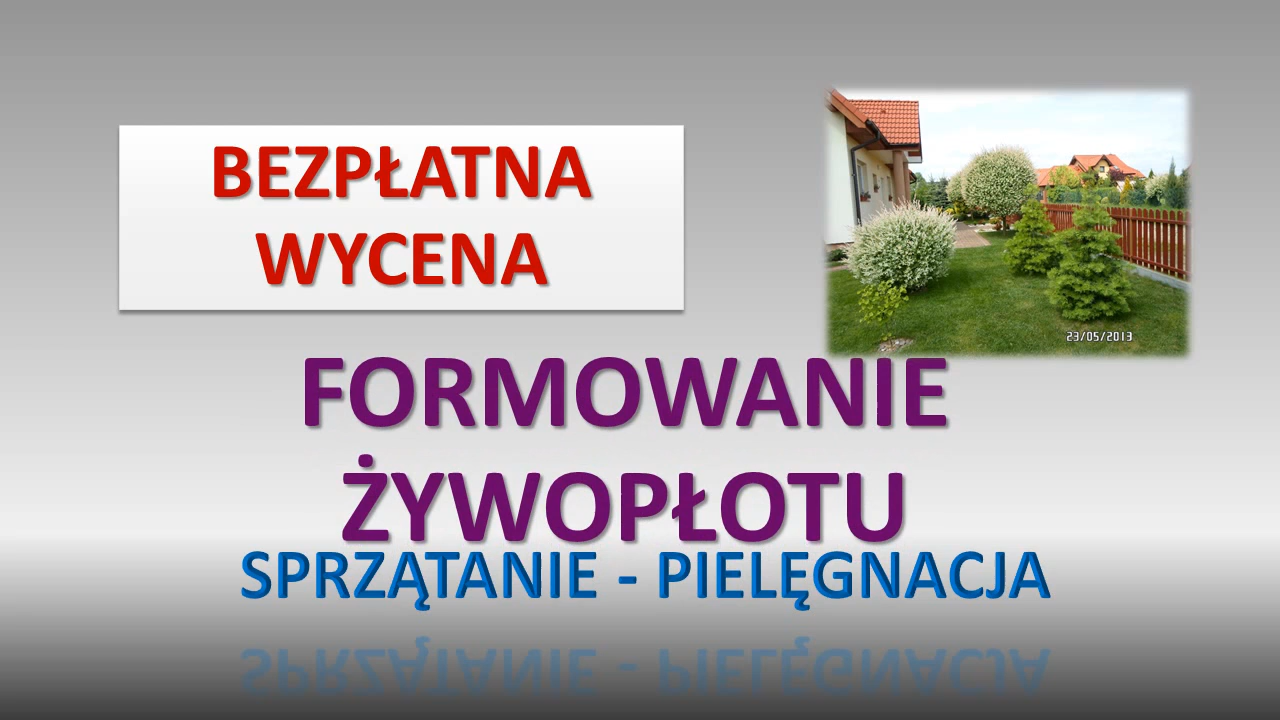 BEZPŁATNA
WYCENA
23/05/2013
FORMOWANIE
ŻYWOPŁOTU
SPRZĄTANIE - PIELĘGNACJA